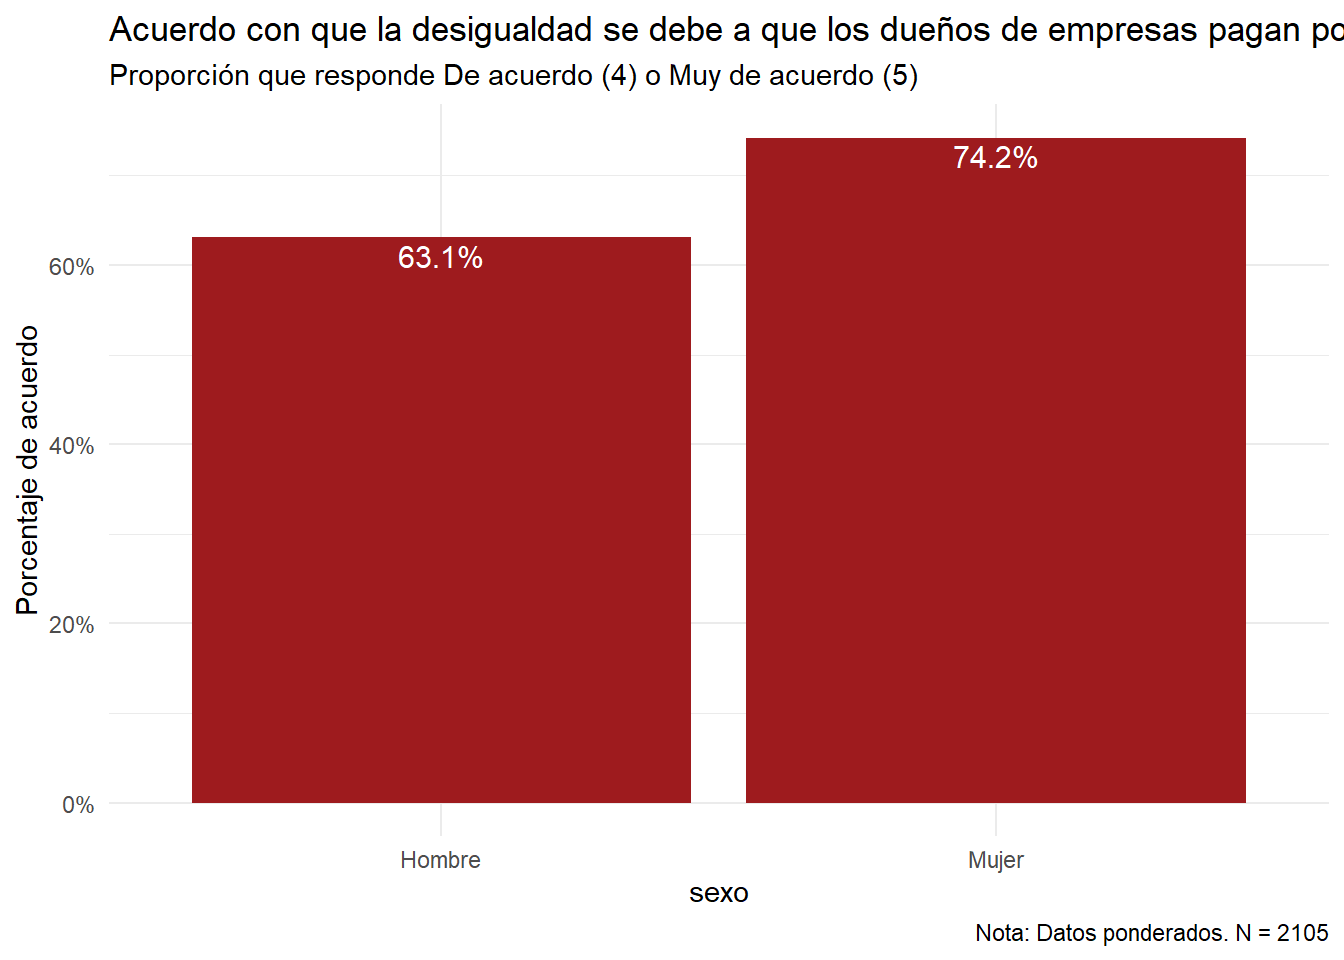 Acuerdo con que la desigualdad se debe a que los dueños de empresas pagan po
Proporción que responde De acuerdo (4) o Muy de acuerdo (5)
74.2%
63.1%
60%
40%
20%
0%
Porcentaje de acuerdo
Hombre
Mujer
sexo
Nota: Datos ponderados. N = 2105